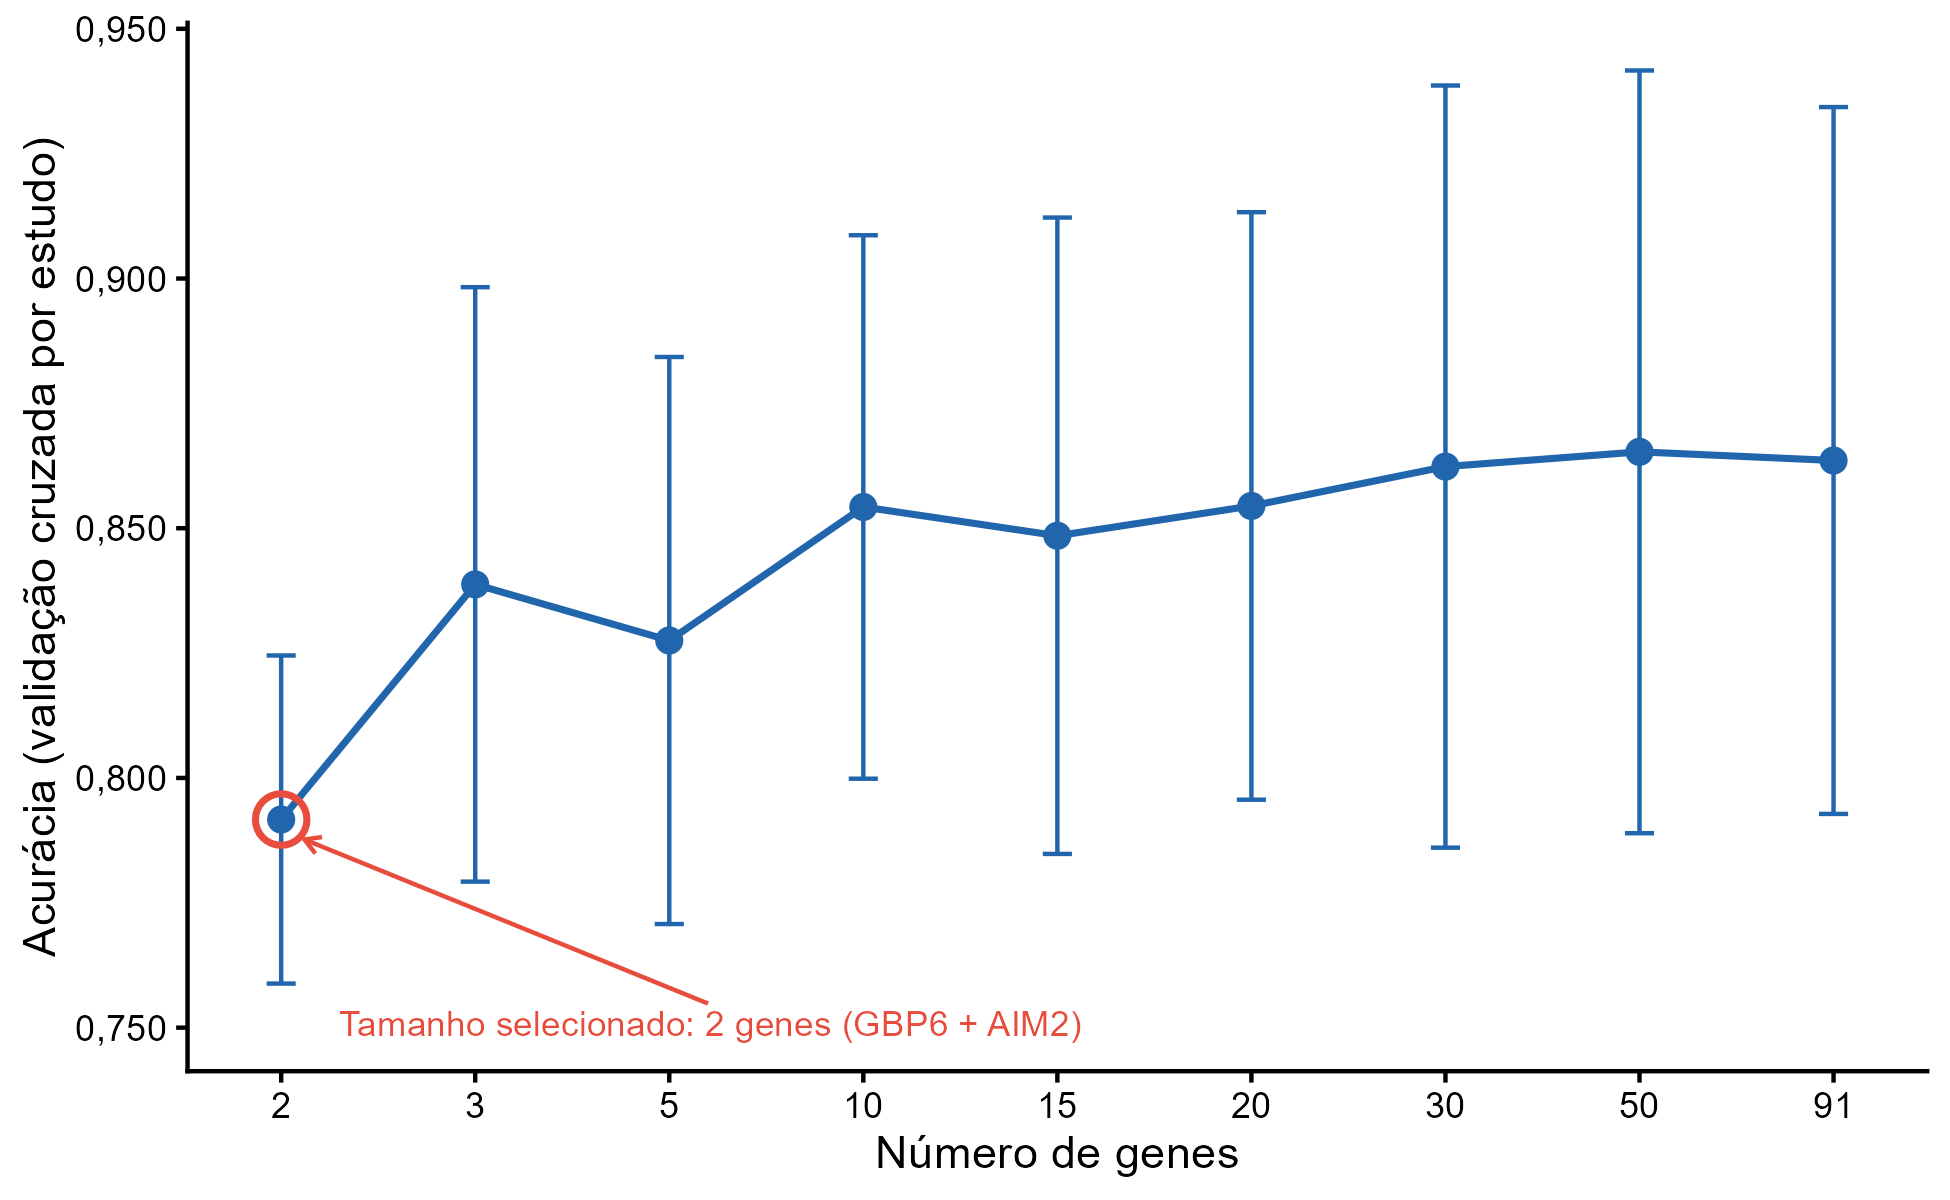 Acurácia (validação cruzada por estudo)
0,950
0,900
0,850
0,800
0,750
Tamanho selecionado: 2 genes (GBP6 + AIM2)
2 3 5 10 15 20 30 50 91
Número de genes